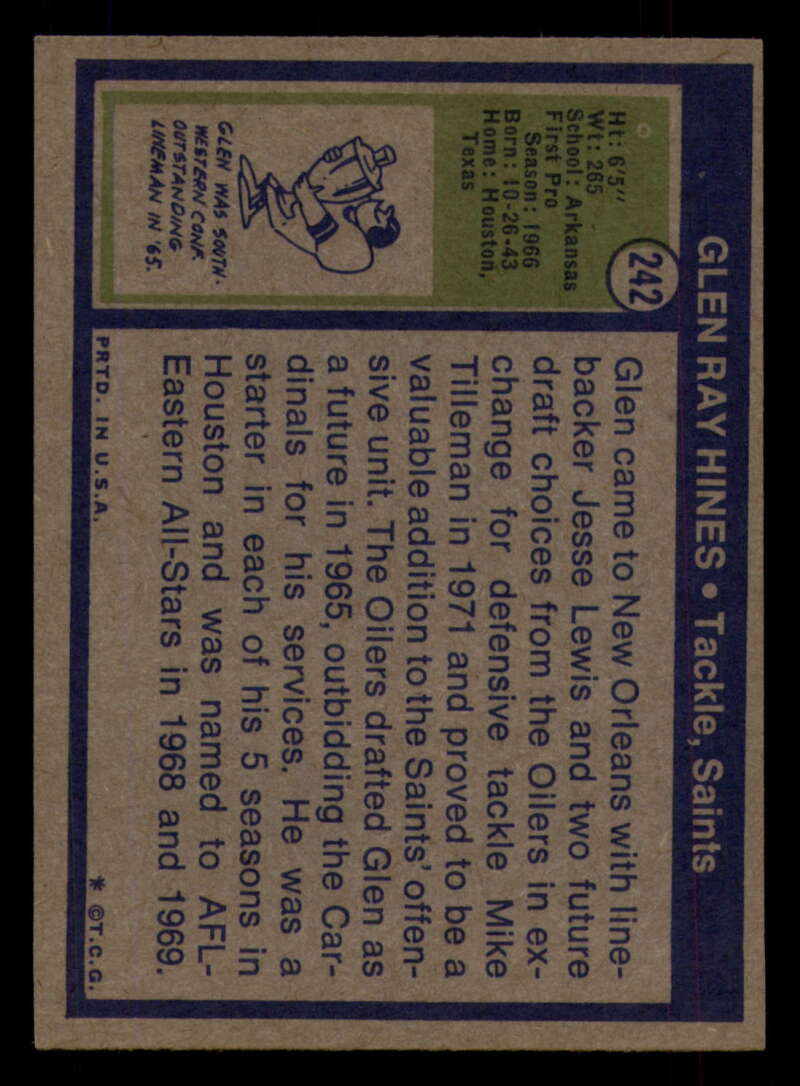 GLEN RAY HINES • Tackle, Saints
242
Ht: 6'5"
Wt: 265
School: Arkansas
First Pro
Season: 1966
Born: 10-26-43
Home: Houston,
Texas
GLEN WAS SOUTH-
WESTERN CONF.
OUTSTANDING
LINEMAN IN '65.
Glen came to New Orleans with line-
backer Jesse Lewis and two future
draft choices from the Oilers in ex-
change for defensive tackle Mike
Tilleman in 1971 and proved to be a
valuable addition to the Saints' offen-
sive unit. The Oilers drafted Glen as
a future in 1965, outbidding the Car-
dinals for his services. He was a
starter in each of his 5 seasons in
Houston and was named to AFL-
Eastern All-Stars in 1968 and 1969.
PRTD. IN U.S.A.
* ©T.C.G.